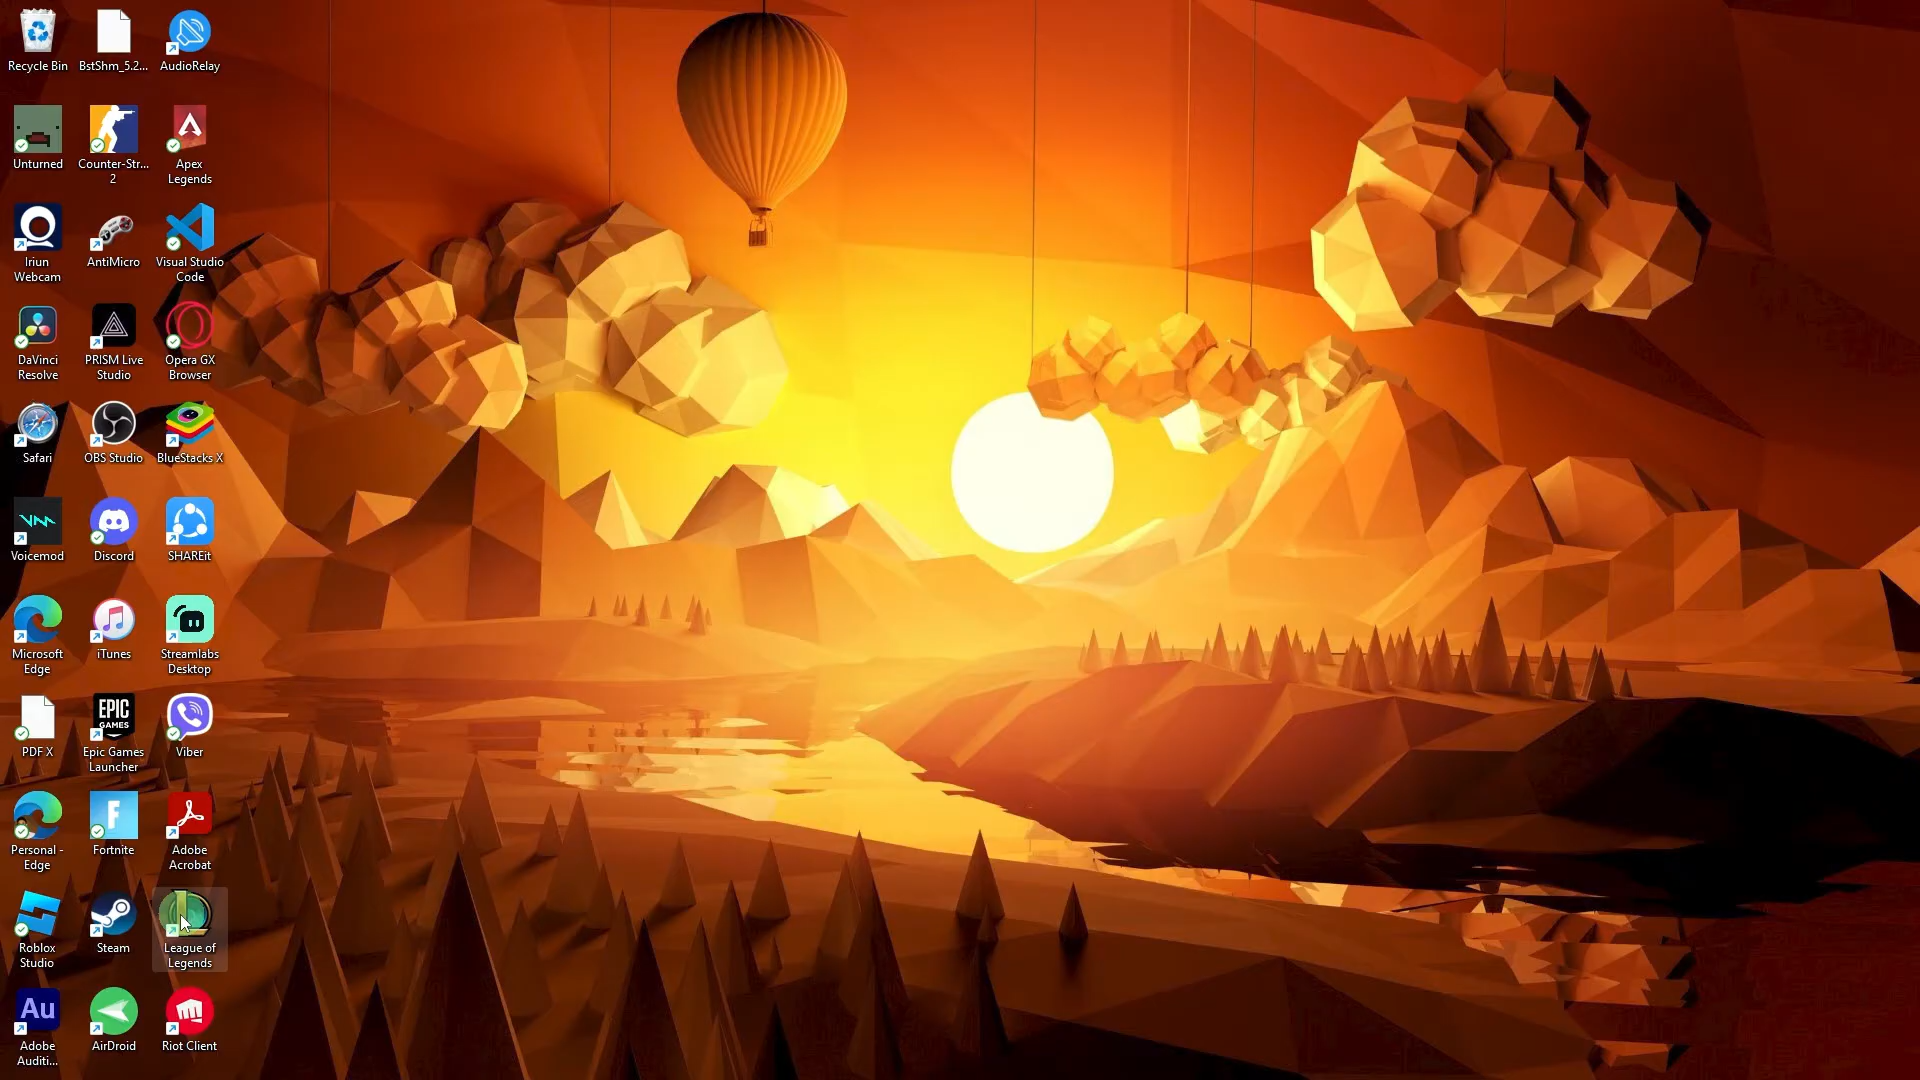 Recycle Bin
BstShm_5.2...
AudioRelay
Unturned
Counter-Str...
2
Apex
Legends
Iriun
Webcam
AntiMicro
Visual Studio
Code
DaVinci
Resolve
PRISM Live
Studio
Opera GX
Browser
Safari
OBS Studio
BlueStacks X
Voicemod
Discord
SHAREit
Microsoft
Edge
iTunes
Streamlabs
Desktop
PDF X
EPIC
GAMES
Epic Games
Launcher
Viber
Personal -
Edge
F
Fortnite
Adobe
Acrobat
Roblox
Studio
Steam
League of
Legends
Au
Adobe
Auditi...
AirDroid
Riot Client